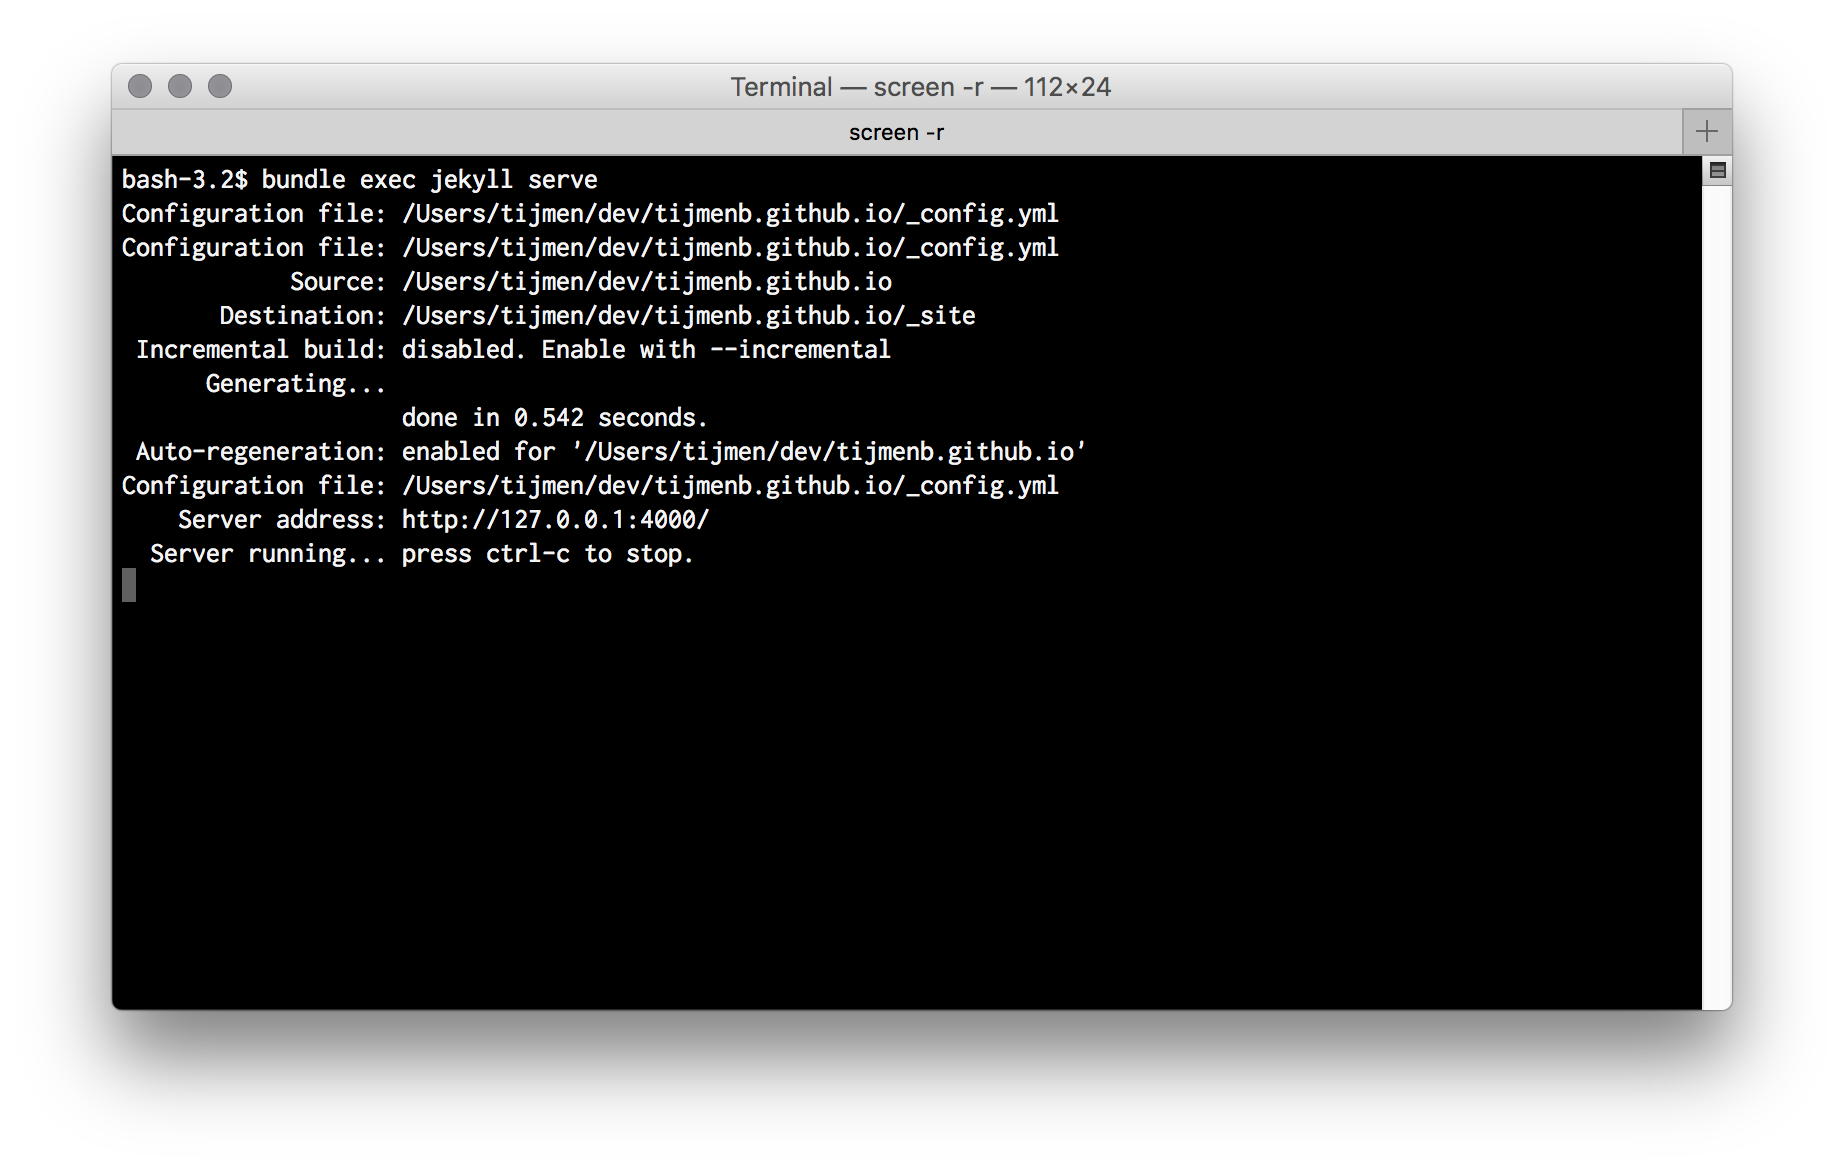 Terminal — screen -r — 112×24
screen -r
bash-3.2$ bundle exec jekyll serve
Configuration file: /Users/tijmen/dev/tijmenb.github.io/_config.yml
Configuration file: /Users/tijmen/dev/tijmenb.github.io/_config.yml
Source: /Users/tijmen/dev/tijmenb.github.io
Destination: /Users/tijmen/dev/tijmenb.github.io/_site
Incremental build: disabled. Enable with --incremental
Generating...
done in 0.542 seconds.
Auto-regeneration: enabled for '/Users/tijmen/dev/tijmenb.github.io'
Configuration file: /Users/tijmen/dev/tijmenb.github.io/_config.yml
Server address: http://127.0.0.1:4000/
Server running... press ctrl-c to stop.